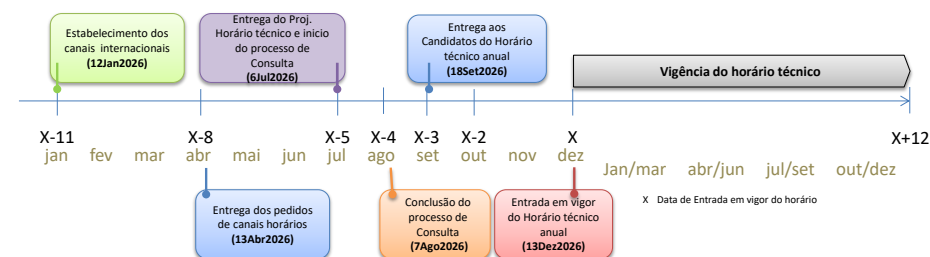 Estabelecimento dos
canais internacionais
(12Jan2026)
Entrega do Proj.
Horário técnico e inicio
do processo de
Consulta
(6Jul2026)
Entrega aos
Candidatos do Horário
técnico anual
(18Set2026)
Vigência do horário técnico
X-11 X-8 X-5 X-4 X-3 X-2 X X+12
jan fev mar abr mai jun jul ago set out nov dez
Jan/mar abr/jun jul/set out/dez
X Data de Entrada em vigor do horário
Entrega dos pedidos
de canais horários
(13Abr2026)
Conclusão do
processo de
Consulta
(7Ago2026)
Entrada em vigor
do Horário técnico
anual
(13Dez2026)